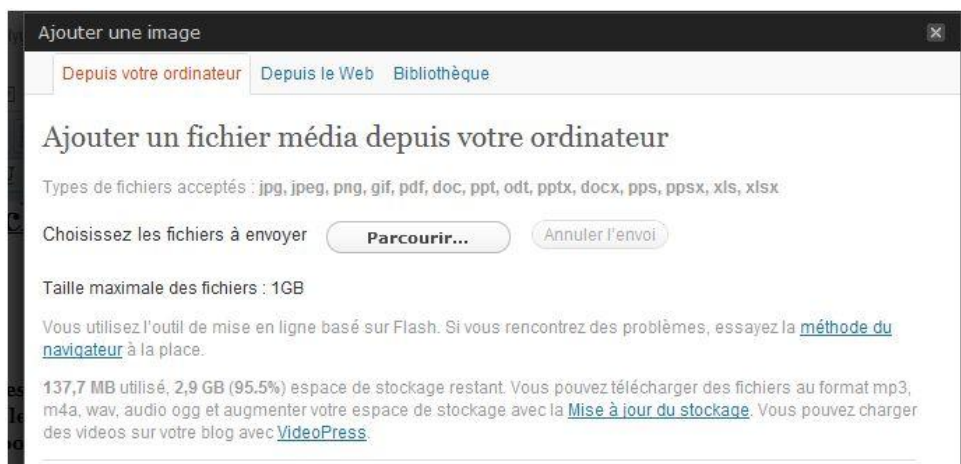 Ajouter une image
Depuis votre ordinateur Depuis le Web Bibliothèque
Ajouter un fichier média depuis votre ordinateur
Types de fichiers acceptés : jpg, jpeg, png, gif, pdf, doc, ppt, odt, pptx, docx, pps, ppsx, xls, xlsx
Choisissez les fichiers à envoyer Parcourir... Annuler l'envoi
Taille maximale des fichiers : 1GB
Vous utilisez l'outil de mise en ligne basé sur Flash. Si vous rencontrez des problèmes, essayez la méthode du
navigateur à la place.
137,7 MB utilisé, 2,9 GB (95.5%) espace de stockage restant. Vous pouvez télécharger des fichiers au format mp3,
m4a, wav, audio ogg et augmenter votre espace de stockage avec la Mise à jour du stockage. Vous pouvez charger
des videos sur votre blog avec VideoPress.